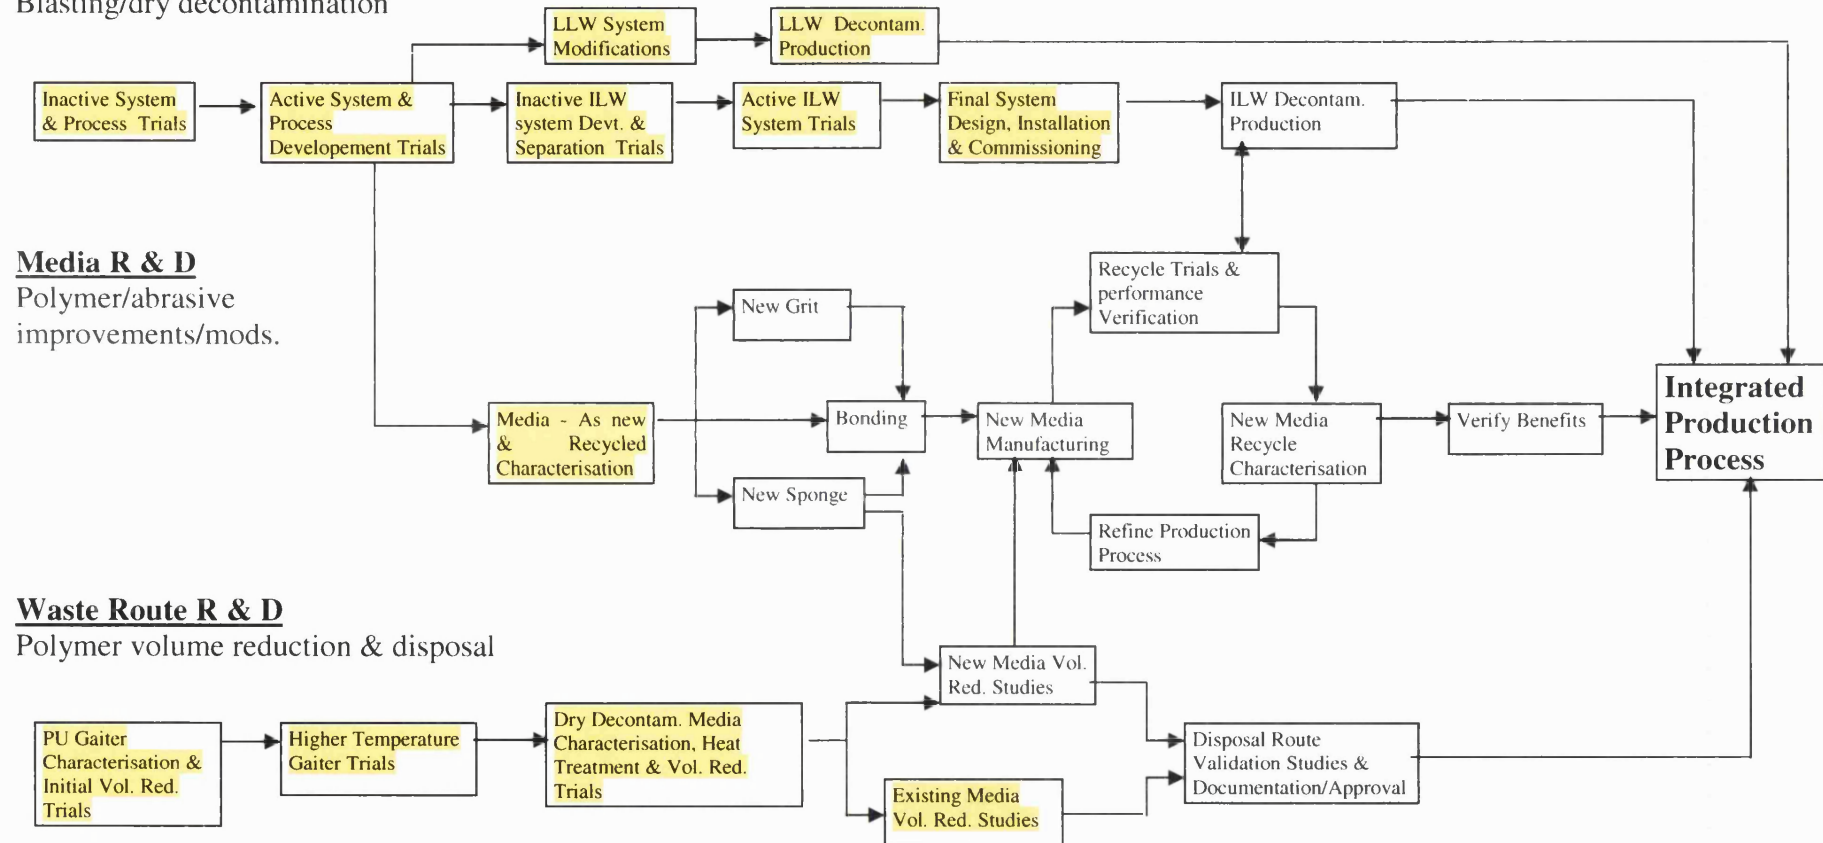 Blasting/dry decontamination
LLW System
Modifications
LLW Decontam.
Production
Inactive System
& Process Trials
Active System &
Process
Developement Trials
Inactive ILW
system Devt. &
Separation Trials
Active ILW
System Trials
Final System
Design, Installation
& Commissioning
ILW Decontam.
Production
Media R & D
Polymer/abrasive
improvements/mods.
Recycle Trials &
performance
Verification
New Grit
Media - As new
& Recycled
Characterisation
Bonding
New Media
Manufacturing
New Media
Recycle
Characterisation
Verify Benefits
Integrated
Production
Process
New Sponge
Refine Production
Process
Waste Route R & D
Polymer volume reduction & disposal
New Media Vol.
Red. Studies
PU Gaiter
Characterisation &
Initial Vol. Red.
Trials
Higher Temperature
Gaiter Trials
Dry Decontam. Media
Characterisation, Heat
Treatment & Vol. Red.
Trials
Existing Media
Vol. Red. Studies
Disposal Route
Validation Studies &
Documentation/Approval